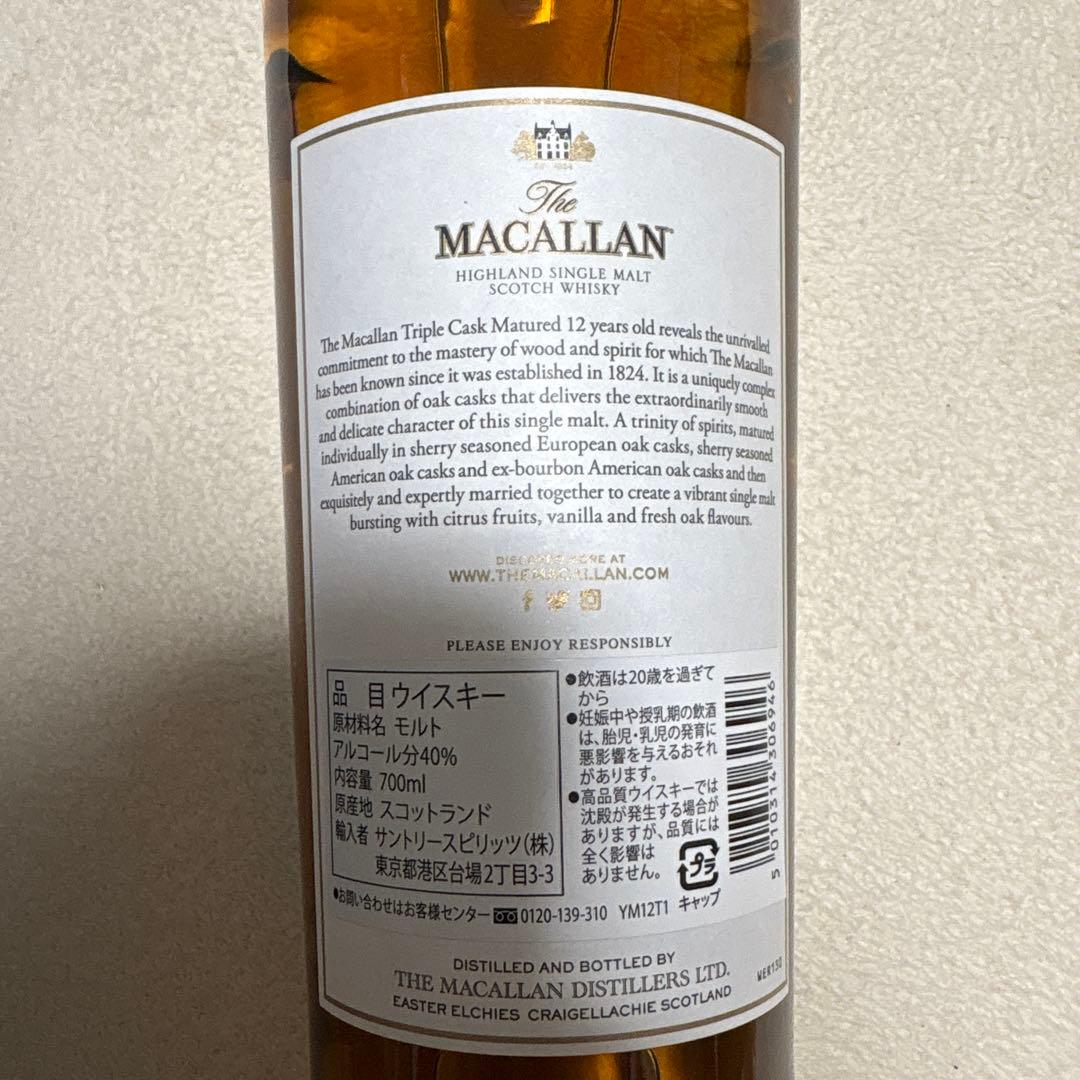 The
MACALLAN
HIGHLAND SINGLE MALT
SCOTCH WHISKY
The Macallan Triple Cask Matured 12 years old reveals the unrivalled
commitment to the mastery of wood and spirit for which The Macallan
has been known since it was established in 1824. It is a uniquely complex
combination of oak casks that delivers the extraordinarily smooth
and delicate character of this single malt. A trinity of spirits, matured
individually in sherry seasoned European oak casks, sherry seasoned
American oak casks and ex-bourbon American oak casks and then
exquisitely and expertly married together to create a vibrant single malt
bursting with citrus fruits, vanilla and fresh oak flavours.
DISCOVER MORE AT
WWW.THEMACALLAN.COM
PLEASE ENJOY RESPONSIBLY
品 目 ウイスキー
原材料名 モルト
アルコール分40%
内容量 700ml
原産地 スコットランド
輸入者 サントリースピリッツ(株)
東京都港区台場2丁目3-3
●飲酒は20歳を過ぎて
から
●妊娠中や授乳期の飲酒
は、胎児・乳児の発育に
悪影響を与えるおそれ
があります。
●高品質ウイスキーでは
沈殿が発生する場合が
ありますが、品質には
全く影響は
ありません。
プラ
キャップ
5 010314 306946
●お問い合わせはお客様センター 0120-139-310 YM12T1
DISTILLED AND BOTTLED BY
THE MACALLAN DISTILLERS LTD.
EASTER ELCHIES CRAIGELLACHIE SCOTLAND